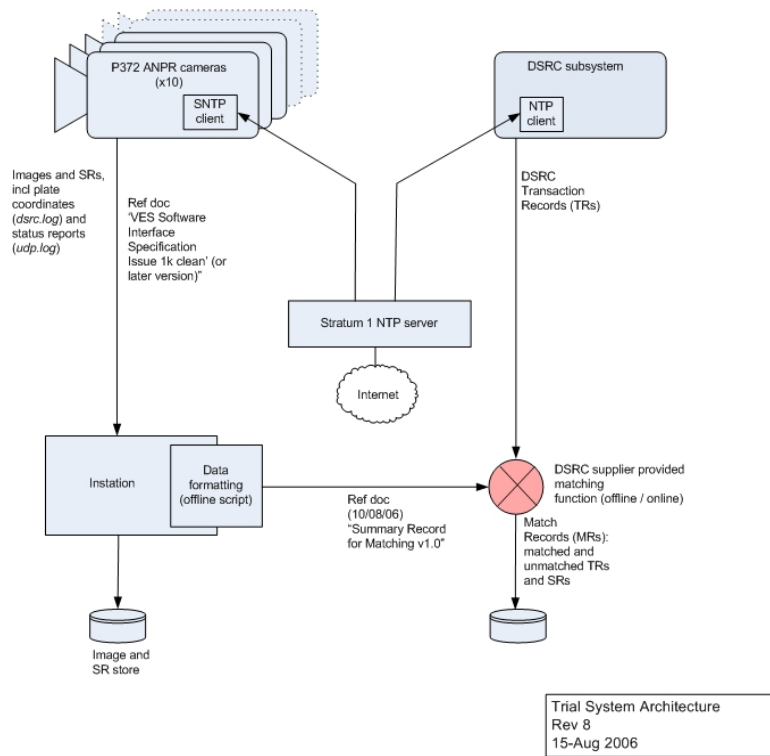 P372 ANPR cameras
(x10)
SNTP
client
DSRC subsystem
NTP
client
Images and SRs,
incl plate
coordinates
(dsrc.log) and
status reports
(udp.log)
Ref doc
‘VES Software
Interface
Specification
Issue 1k clean’ (or
later version)”
DSRC
Transaction
Records (TRs)
Stratum 1 NTP server
Internet
Instation
Data
formatting
(offline script)
Ref doc
(10/08/06)
“Summary Record
for Matching v1.0”
DSRC supplier provided
matching
function (offline / online)
Match
Records (MRs):
matched and
unmatched TRs
and SRs
Image and
SR store
Trial System Architecture
Rev 8
15-Aug 2006